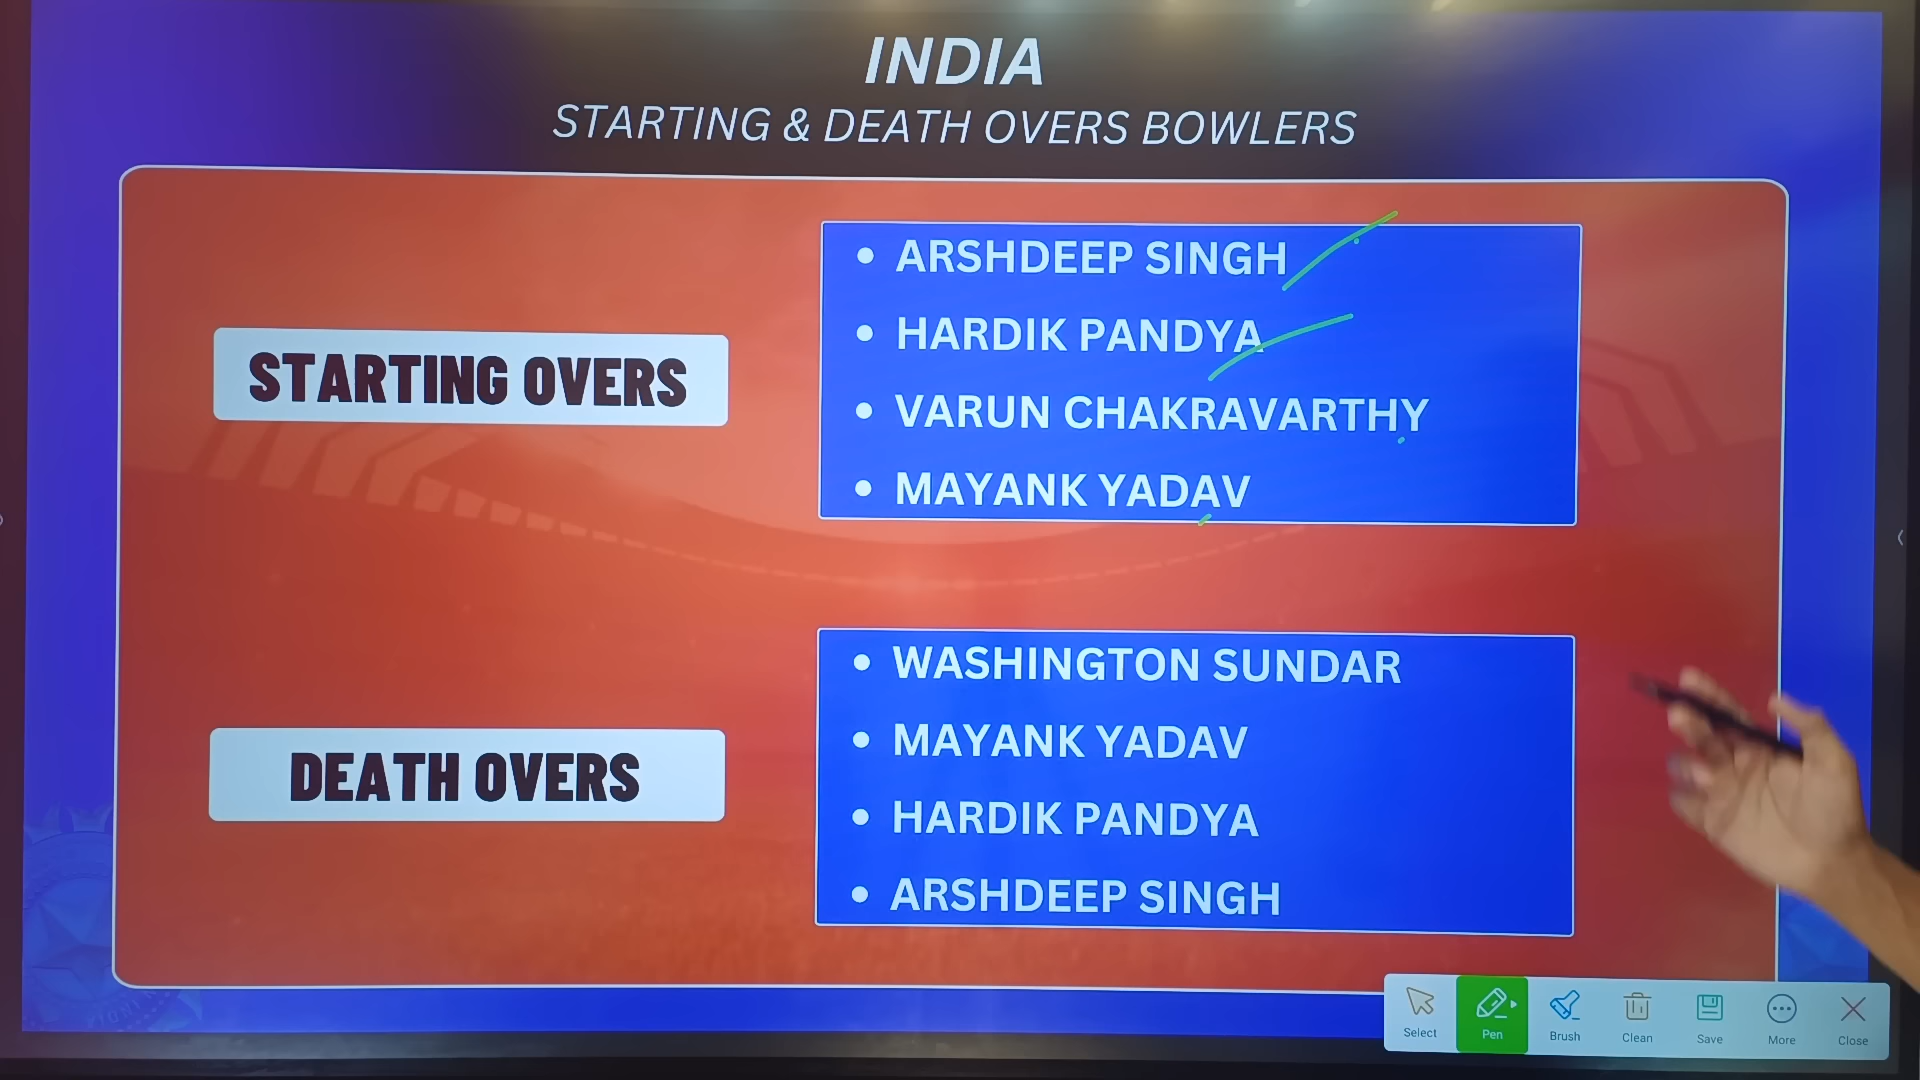 INDIA
STARTING & DEATH OVERS BOWLERS
STARTING OVERS
• ARSHDEEP SINGH
• HARDIK PANDYA
• VARUN CHAKRAVARTHY
• MAYANK YADAV
DEATH OVERS
• WASHINGTON SUNDAR
• MAYANK YADAV
• HARDIK PANDYA
• ARSHDEEP SINGH
Select Pen Brush Clean Save More Close